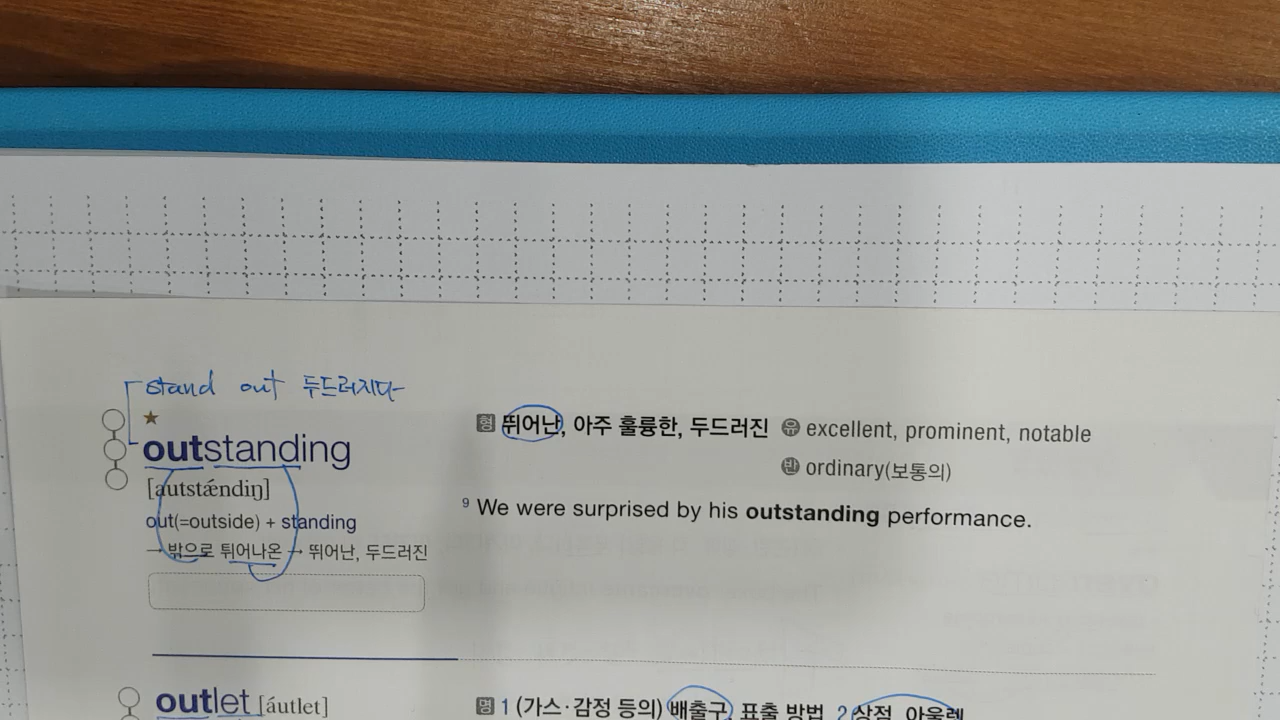 stand out 두드러지다
★
outstanding
[autstǽndiŋ]
out(=outside) + standing
→ 밖으로 튀어나온 → 뛰어난, 두드러진
형 뛰어난, 아주 훌륭한, 두드러진 유 excellent, prominent, notable
반 ordinary(보통의)
9 We were surprised by his outstanding performance.
outlet [áutlet]
명 1 (가스·감정 등의) 배출구, 표출 방법 2 상점, 아울렛